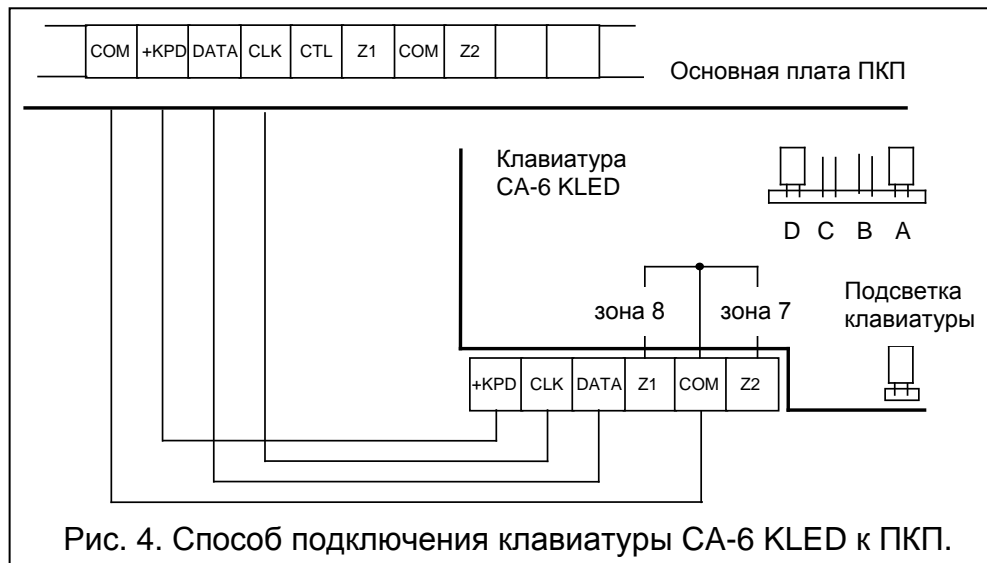 COM +KPD DATA CLK CTL Z1 COM Z2
Основная плата ПКП
Клавиатура
CA-6 KLED
D C B A
зона 8 зона 7
Подсветка
клавиатуры
+KPD CLK DATA Z1 COM Z2
Рис. 4. Способ подключения клавиатуры CA-6 KLED к ПКП.